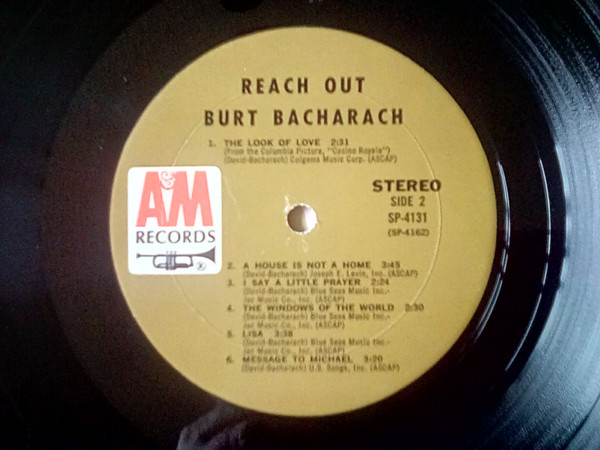 REACH OUT
BURT BACHARACH
1. THE LOOK OF LOVE 2:31
(From the Columbia Picture, "Casino Royale")
(David-Bacharach) Colgems Music Corp. (ASCAP)
A&M
RECORDS
STEREO
SIDE 2
SP-4131
(SP-4162)
2. A HOUSE IS NOT A HOME 3:45
(David-Bacharach) Joseph E. Levin, Inc. (ASCAP)
3. I SAY A LITTLE PRAYER 2:24
(David-Bacharach) Blue Seas Music Inc.-
Jac Music Co., Inc. (ASCAP)
4. THE WINDOWS OF THE WORLD 2:30
(David-Bacharach) Blue Seas Music Inc.-
Jac Music Co., Inc. (ASCAP)
5. LISA 3:38
(David-Bacharach) Blue Seas Music Inc.-
Jac Music Co., Inc. (ASCAP)
6. MESSAGE TO MICHAEL 3:20
(David-Bacharach) U.S. Songs, Inc. (ASCAP)